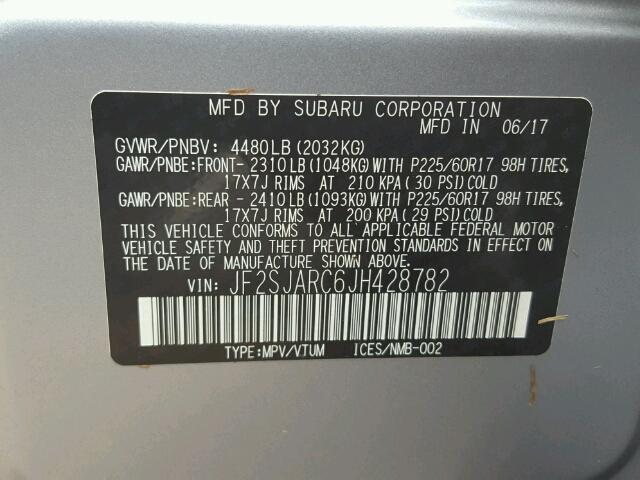 MFD BY SUBARU CORPORATION
MFD IN 06/17
GVWR/PNBV: 4480LB (2032KG)
GAWR/PNBE:FRONT- 2310LB (1048KG) WITH P225/60R17 98H TIRES,
17X7J RIMS AT 210 KPA (30 PSI) COLD
GAWR/PNBE:REAR - 2410LB (1093KG) WITH P225/60R17 98H TIRES,
17X7J RIMS AT 200 KPA (29 PSI) COLD
THIS VEHICLE CONFORMS TO ALL APPLICABLE FEDERAL MOTOR
VEHICLE SAFETY AND THEFT PREVENTION STANDARDS IN EFFECT
ON THE DATE OF MANUFACTURE SHOWN ABOVE.
VIN: JF2SJARC6JH428782
TYPE:MPV/VTUM ICES/NMB-002